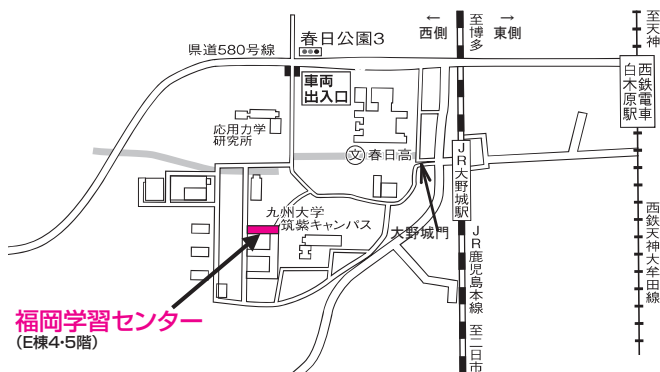 県道580号線
春日公園3
←
西側
→
東側
至博多
至天神
車両
出入口
西鉄電車
白木原駅
応用力学
研究所
文
春日高
JR大野城駅
九州大学
筑紫キャンパス
大野城門
JR鹿児島本線
西鉄天神大牟田線
至二日市
福岡学習センター
(E棟4・5階)